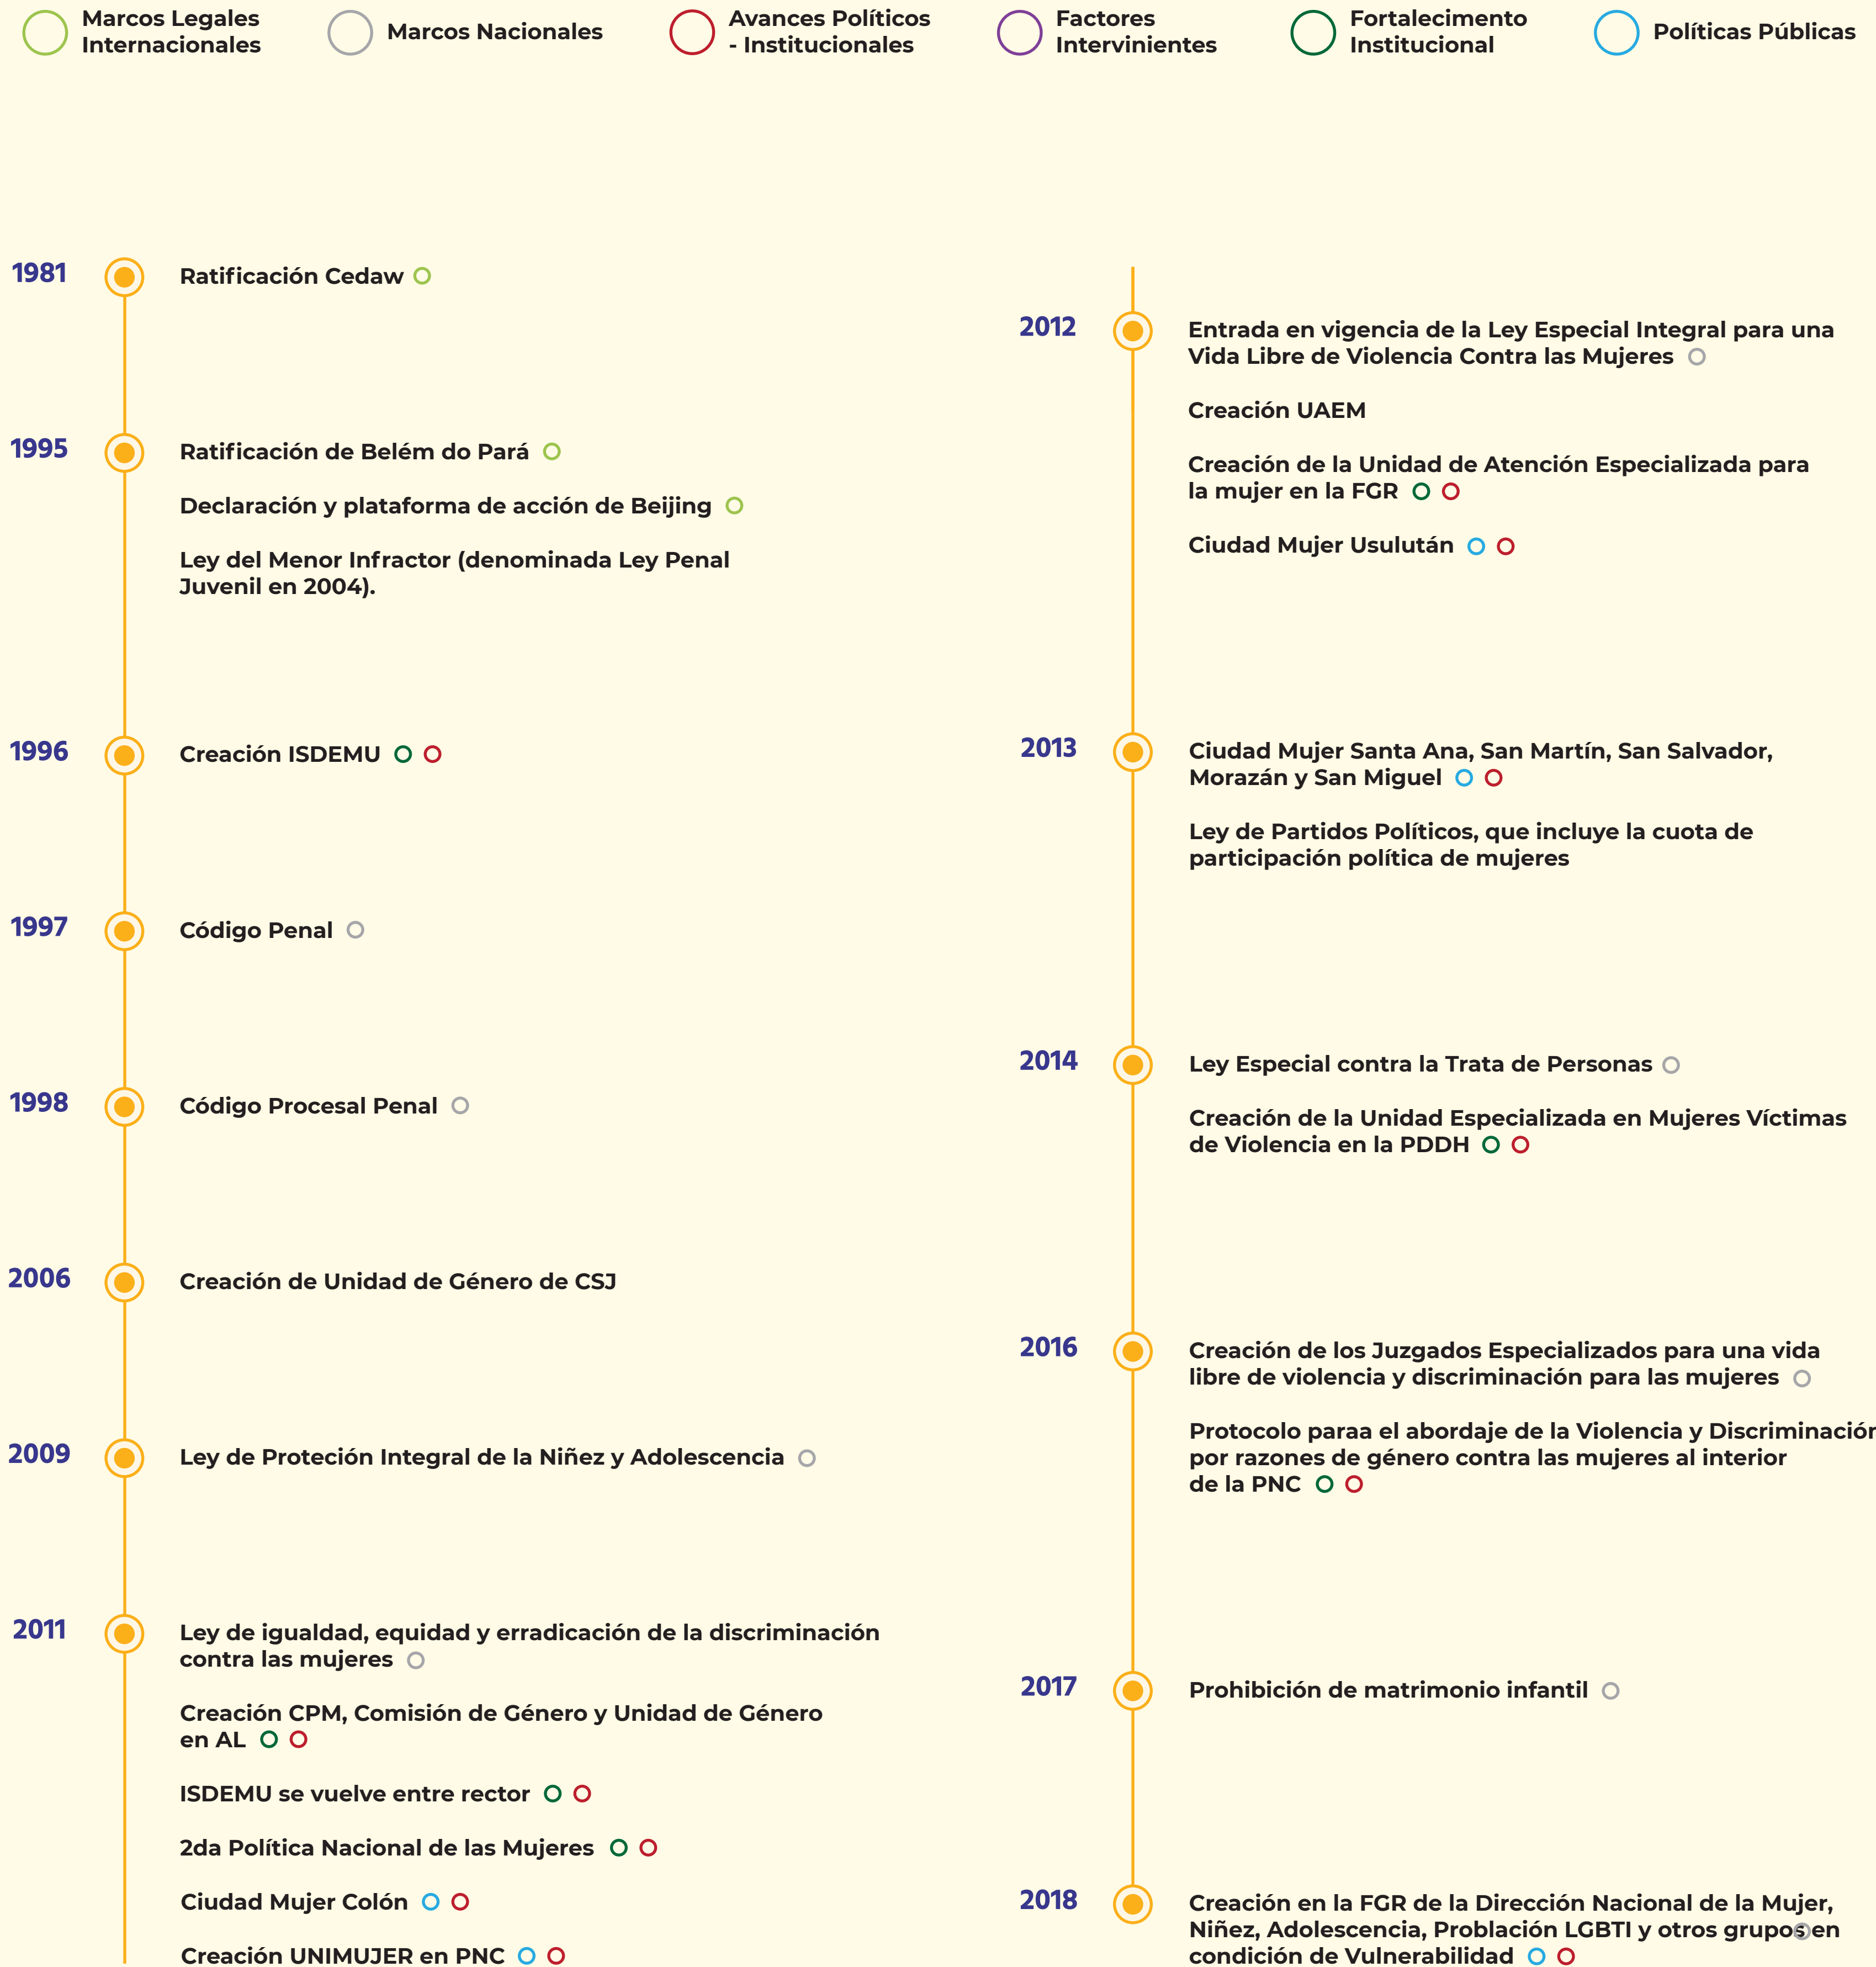 Marcos Legales
Internacionales
Marcos Nacionales
Avances Políticos
- Institucionales
Factores
Intervinientes
Fortalecimento
Institucional
Políticas Públicas
1981
Ratificación Cedaw
1995
Ratificación de Belém do Pará
Declaración y plataforma de acción de Beijing
Ley del Menor Infractor (denominada Ley Penal
Juvenil en 2004).
1996
Creación ISDEMU
1997
Código Penal
1998
Código Procesal Penal
2006
Creación de Unidad de Género de CSJ
2009
Ley de Proteción Integral de la Niñez y Adolescencia
2011
Ley de igualdad, equidad y erradicación de la discriminación
contra las mujeres
Creación CPM, Comisión de Género y Unidad de Género
en AL
ISDEMU se vuelve entre rector
2da Política Nacional de las Mujeres
Ciudad Mujer Colón
Creación UNIMUJER en PNC
2012
Entrada en vigencia de la Ley Especial Integral para una
Vida Libre de Violencia Contra las Mujeres
Creación UAEM
Creación de la Unidad de Atención Especializada para
la mujer en la FGR
Ciudad Mujer Usulután
2013
Ciudad Mujer Santa Ana, San Martín, San Salvador,
Morazán y San Miguel
Ley de Partidos Políticos, que incluye la cuota de
participación política de mujeres
2014
Ley Especial contra la Trata de Personas
Creación de la Unidad Especializada en Mujeres Víctimas
de Violencia en la PDDH
2016
Creación de los Juzgados Especializados para una vida
libre de violencia y discriminación para las mujeres
Protocolo paraa el abordaje de la Violencia y Discriminación
por razones de género contra las mujeres al interior
de la PNC
2017
Prohibición de matrimonio infantil
2018
Creación en la FGR de la Dirección Nacional de la Mujer,
Niñez, Adolescencia, Problación LGBTI y otros grupos en
condición de Vulnerabilidad